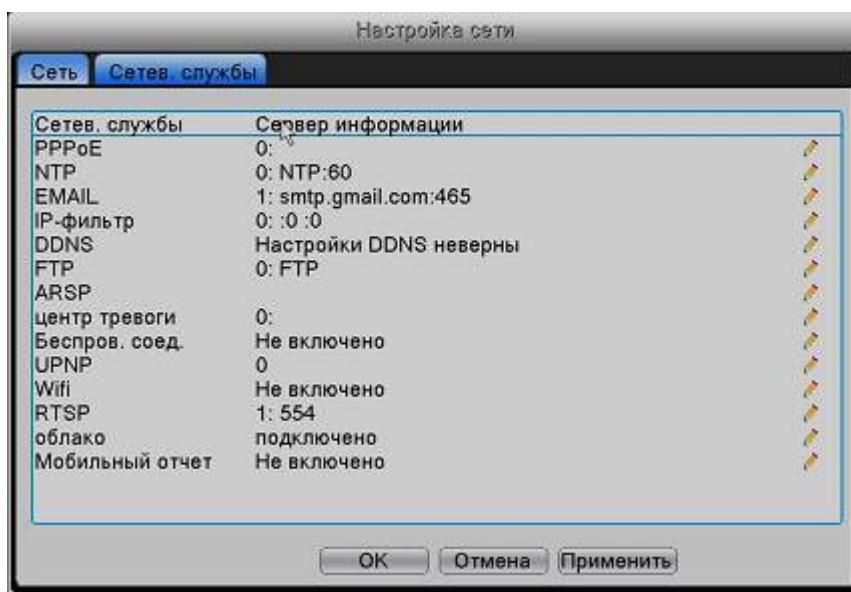 Настройка сети
Сеть Сетев. службы
Сетев. службы Сервер информации
PPPoE 0:
NTP 0: NTP:60
EMAIL 1: smtp.gmail.com:465
IP-фильтр 0: :0 :0
DDNS Настройки DDNS неверны
FTP 0: FTP
ARSP
центр тревоги 0:
Беспров. соед. Не включено
UPNP 0
Wifi Не включено
RTSP 1: 554
облако подключено
Мобильный отчет Не включено
OK Отмена Применить